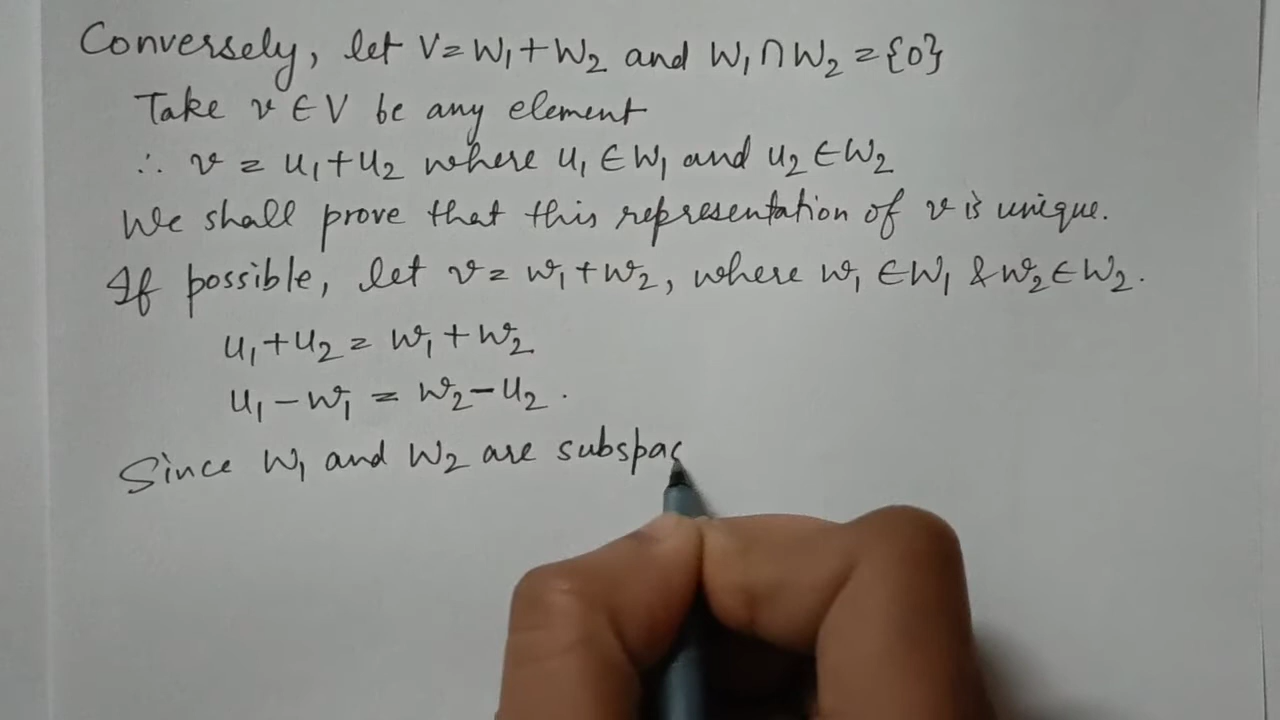 Conversely, let V = W₁ + W₂ and W₁ ∩ W₂ = {0}
Take v ∈ V be any element
∴ v = u₁ + u₂ where u₁ ∈ W₁ and u₂ ∈ W₂
We shall prove that this representation of v is unique.
If possible, let v = w₁ + w₂, where w₁ ∈ W₁ & w₂ ∈ W₂.
u₁ + u₂ = w₁ + w₂
u₁ - w₁ = w₂ - u₂.
Since W₁ and W₂ are subspac